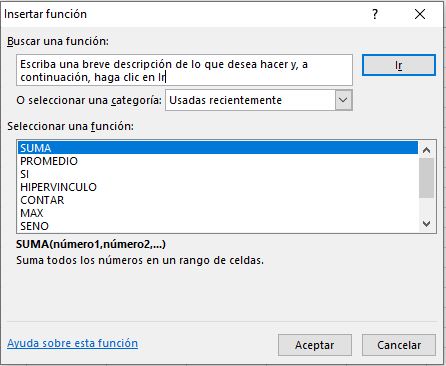 Insertar función
Buscar una función:
Escriba una breve descripción de lo que desea hacer y, a
continuación, haga clic en Ir
Ir
O seleccionar una categoría: Usadas recientemente
Seleccionar una función:
SUMA
PROMEDIO
SI
HIPERVINCULO
CONTAR
MAX
SENO
SUMA(número1,número2,...)
Suma todos los números en un rango de celdas.
Ayuda sobre esta función
Aceptar
Cancelar